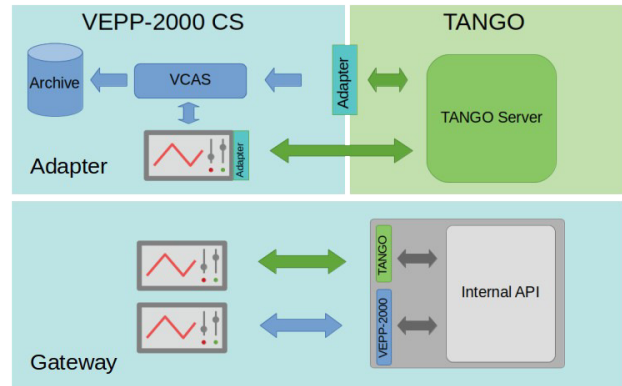 VEPP-2000 CS
TANGO
Archive
VCAS
Adapter
TANGO Server
Adapter
Adapter
TANGO
Internal API
VEPP-2000
Gateway